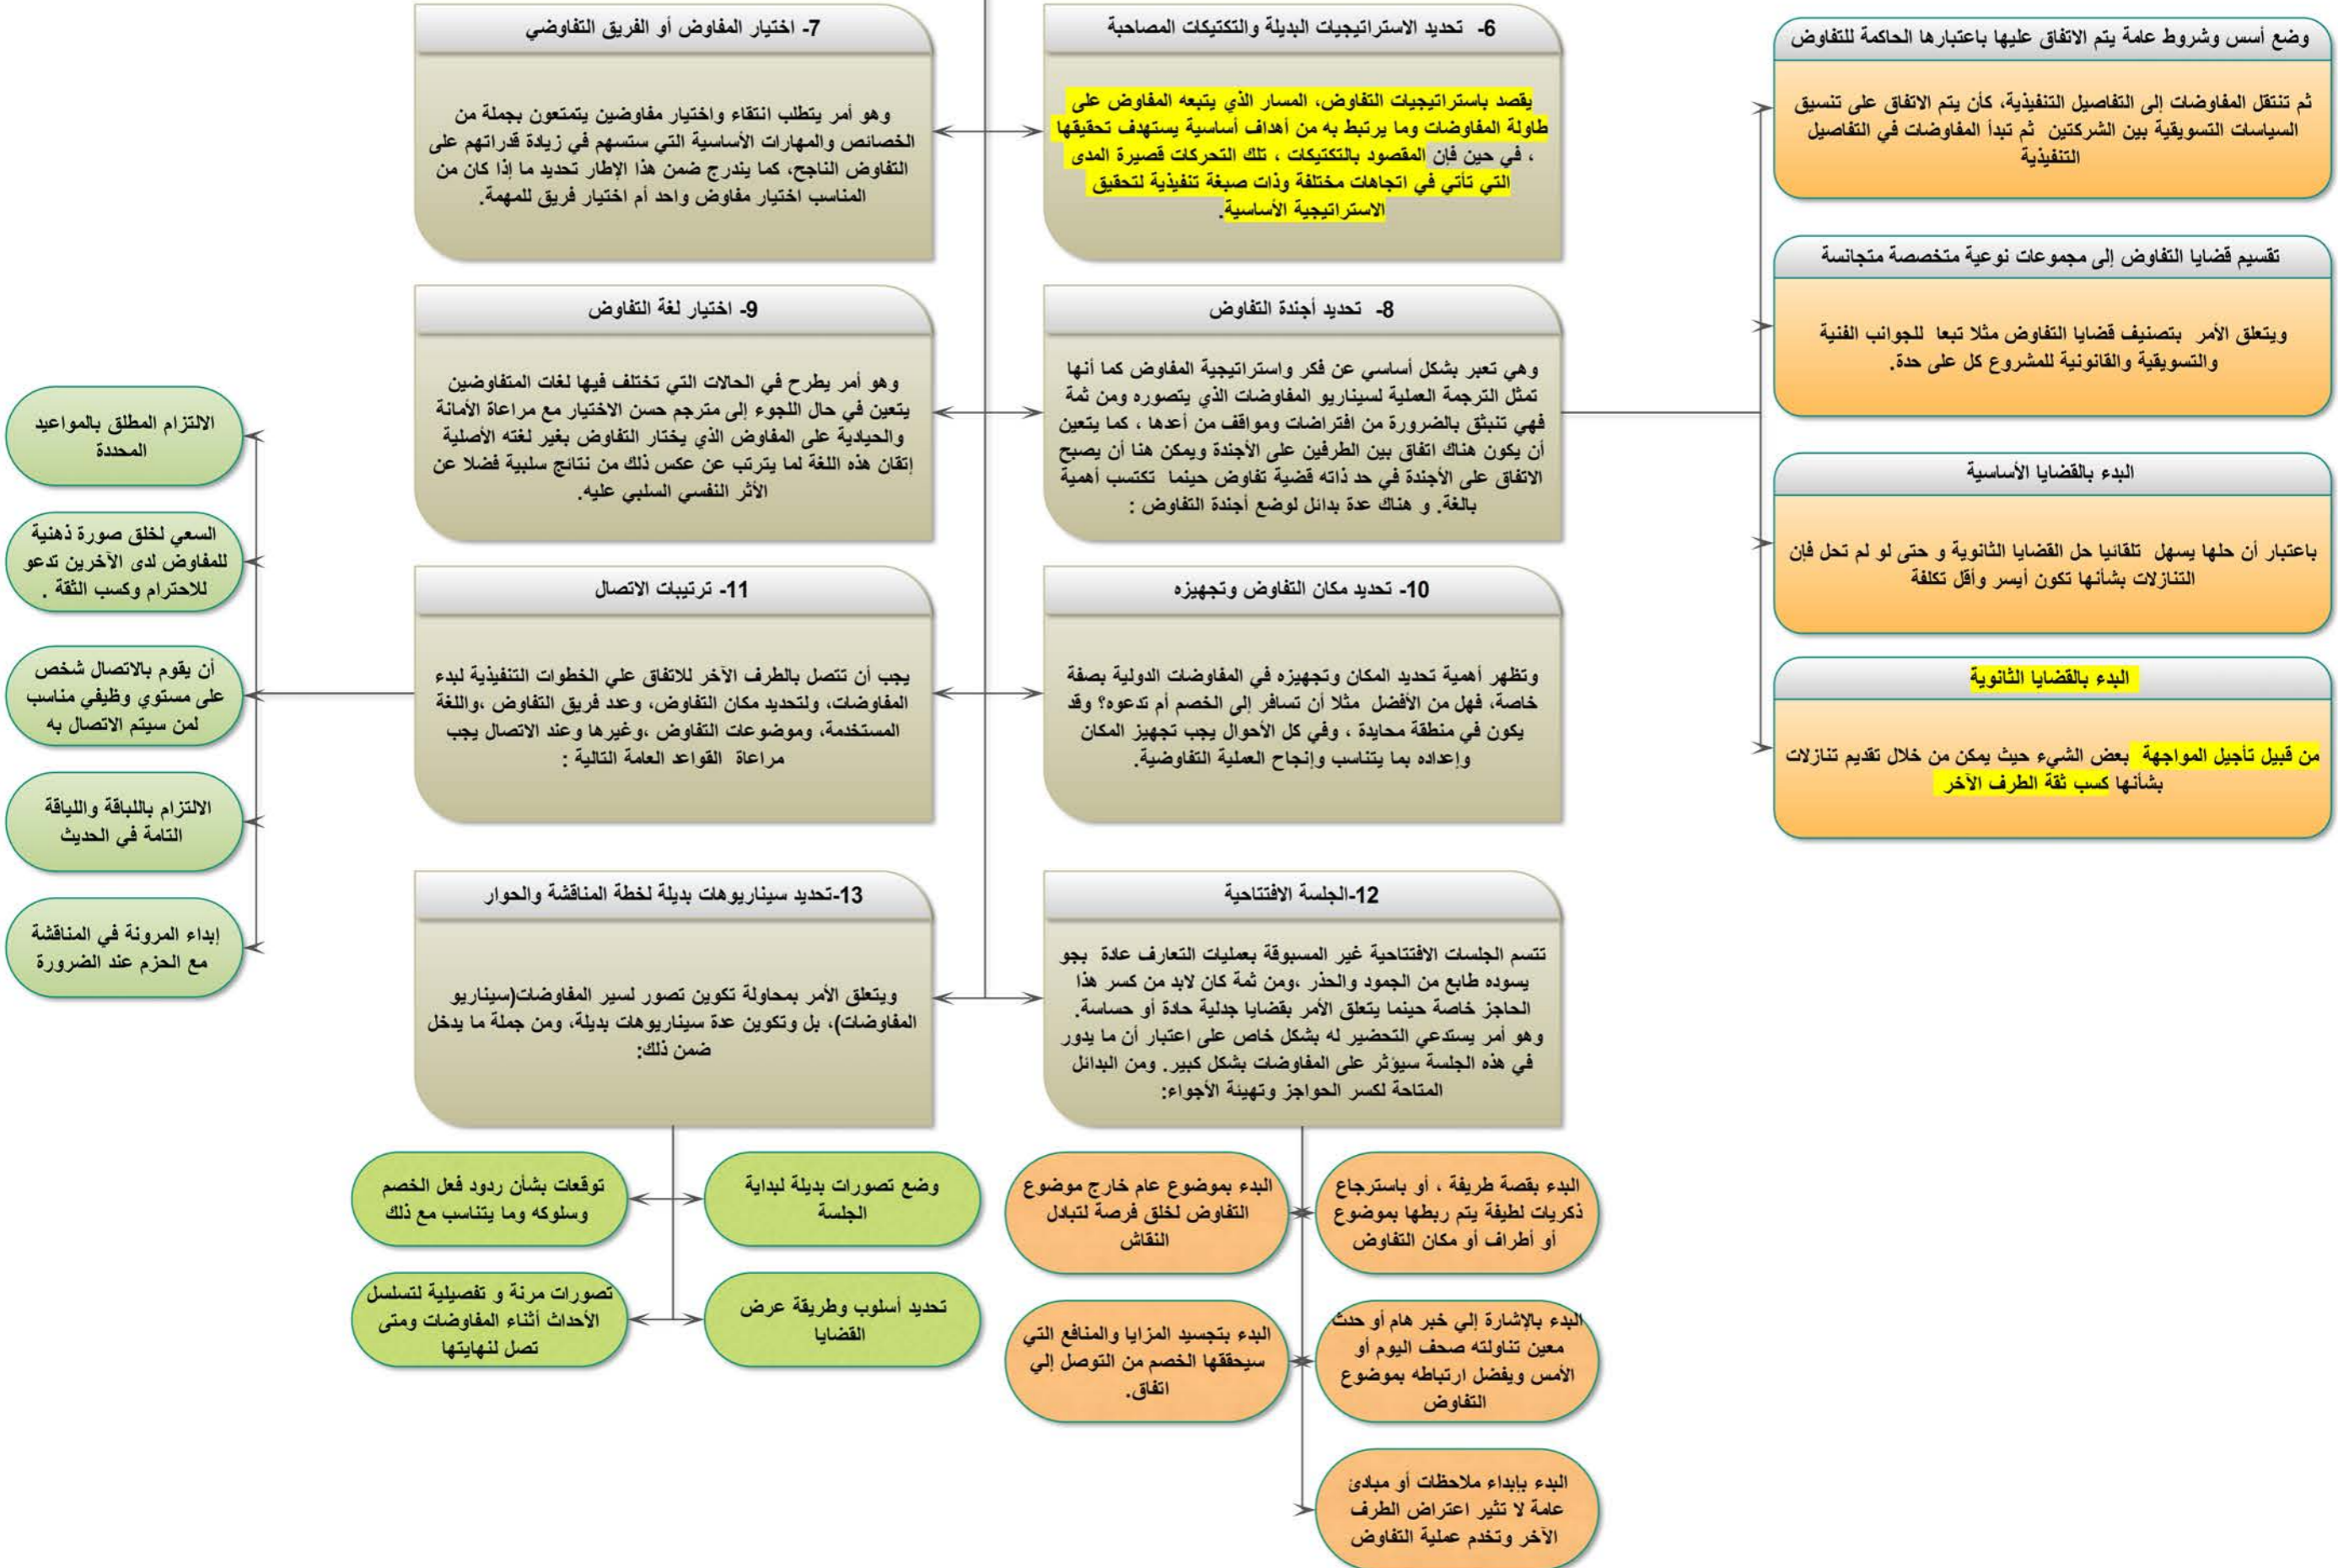 6- تحديد الاستراتيجيات البديلة والتكتيكات المصاحبة
يقصد باستراتيجيات التفاوض، المسار الذي يتبعه المفاوض على
طاولة المفاوضات وما يرتبط به من أهداف أساسية يستهدف تحقيقها
، في حين فإن المقصود بالتكتيكات ، تلك التحركات قصيرة المدى
التي تأتي في اتجاهات مختلفة وذات صبغة تنفيذية لتحقيق
الاستراتيجية الأساسية.
7- اختيار المفاوض أو الفريق التفاوضي
وهو أمر يتطلب انتقاء واختيار مفاوضين يتمتعون بجملة من
الخصائص والمهارات الأساسية التي ستسهم في زيادة قدراتهم على
التفاوض الناجح، كما يندرج ضمن هذا الإطار تحديد ما إذا كان من
المناسب اختيار مفاوض واحد أم اختيار فريق للمهمة.
8- تحديد أجندة التفاوض
وهي تعبر بشكل أساسي عن فكر واستراتيجية المفاوض كما أنها
تمثل الترجمة العملية لسيناريو المفاوضات الذي يتصوره ومن ثمة
فهي تنبثق بالضرورة من افتراضات ومواقف من أعدها ، كما يتعين
أن يكون هناك اتفاق بين الطرفين على الأجندة ويمكن هنا أن يصبح
الاتفاق على الأجندة في حد ذاته قضية تفاوض حينما تكتسب أهمية
بالغة. و هناك عدة بدائل لوضع أجندة التفاوض :
وضع أسس وشروط عامة يتم الاتفاق عليها باعتبارها الحاكمة للتفاوض
ثم تنتقل المفاوضات إلى التفاصيل التنفيذية، كأن يتم الاتفاق على تنسيق
السياسات التسويقية بين الشركتين ثم تبدأ المفاوضات في التفاصيل
التنفيذية
تقسيم قضايا التفاوض إلى مجموعات نوعية متخصصة متجانسة
ويتعلق الأمر بتصنيف قضايا التفاوض مثلا تبعا للجوانب الفنية
والتسويقية والقانونية للمشروع كل على حدة.
البدء بالقضايا الأساسية
باعتبار أن حلها يسهل تلقائيا حل القضايا الثانوية و حتى لو لم تحل فإن
التنازلات بشأنها تكون أيسر وأقل تكلفة
البدء بالقضايا الثانوية
من قبيل تأجيل المواجهة بعض الشيء حيث يمكن من خلال تقديم تنازلات
بشأنها كسب ثقة الطرف الآخر
9- اختيار لغة التفاوض
وهو أمر يطرح في الحالات التي تختلف فيها لغات المتفاوضين
يتعين في حال اللجوء إلى مترجم حسن الاختيار مع مراعاة الأمانة
والحيادية على المفاوض الذي يختار التفاوض بغير لغته الأصلية
إتقان هذه اللغة لما يترتب عن عكس ذلك من نتائج سلبية فضلا عن
الأثر النفسي السلبي عليه.
10- تحديد مكان التفاوض وتجهيزه
وتظهر أهمية تحديد المكان وتجهيزه في المفاوضات الدولية بصفة
خاصة، فهل من الأفضل مثلا أن تسافر إلى الخصم أم تدعوه؟ وقد
يكون في منطقة محايدة ، وفي كل الأحوال يجب تجهيز المكان
وإعداده بما يتناسب وإنجاح العملية التفاوضية.
11- ترتيبات الاتصال
يجب أن تتصل بالطرف الآخر للاتفاق علي الخطوات التنفيذية لبدء
المفاوضات، ولتحديد مكان التفاوض، وعدد فريق التفاوض ،واللغة
المستخدمة، وموضوعات التفاوض ،وغيرها وعند الاتصال يجب
مراعاة القواعد العامة التالية :
الالتزام المطلق بالمواعيد
المحددة
السعي لخلق صورة ذهنية
للمفاوض لدى الآخرين تدعو
للاحترام وكسب الثقة .
أن يقوم بالاتصال شخص
على مستوي وظيفي مناسب
لمن سيتم الاتصال به
الالتزام باللباقة واللياقة
التامة في الحديث
إبداء المرونة في المناقشة
مع الحزم عند الضرورة
12-الجلسة الافتتاحية
تتسم الجلسات الافتتاحية غير المسبوقة بعمليات التعارف عادة بجو
يسوده طابع من الجمود والحذر ،ومن ثمة كان لابد من كسر هذا
الحاجز خاصة حينما يتعلق الأمر بقضايا جدلية حادة أو حساسة.
وهو أمر يستدعي التحضير له بشكل خاص على اعتبار أن ما يدور
في هذه الجلسة سيؤثر على المفاوضات بشكل كبير. ومن البدائل
المتاحة لكسر الحواجز وتهيئة الأجواء:
البدء بقصة طريفة ، أو باسترجاع
ذكريات لطيفة يتم ربطها بموضوع
أو أطراف أو مكان التفاوض
البدء بموضوع عام خارج موضوع
التفاوض لخلق فرصة لتبادل
النقاش
البدء بالإشارة إلي خبر هام أو حدث
معين تناولته صحف اليوم أو
الأمس ويفضل ارتباطه بموضوع
التفاوض
البدء بتجسيد المزايا والمنافع التي
سيحققها الخصم من التوصل إلي
اتفاق.
البدء بإبداء ملاحظات أو مبادئ
عامة لا تثير اعتراض الطرف
الآخر وتخدم عملية التفاوض
13-تحديد سيناريوهات بديلة لخطة المناقشة والحوار
ويتعلق الأمر بمحاولة تكوين تصور لسير المفاوضات(سيناريو
المفاوضات)، بل وتكوين عدة سيناريوهات بديلة، ومن جملة ما يدخل
ضمن ذلك:
وضع تصورات بديلة لبداية
الجلسة
توقعات بشأن ردود فعل الخصم
وسلوكه وما يتناسب مع ذلك
تحديد أسلوب وطريقة عرض
القضايا
تصورات مرنة و تفصيلية لتسلسل
الأحداث أثناء المفاوضات ومتى
تصل لنهايتها